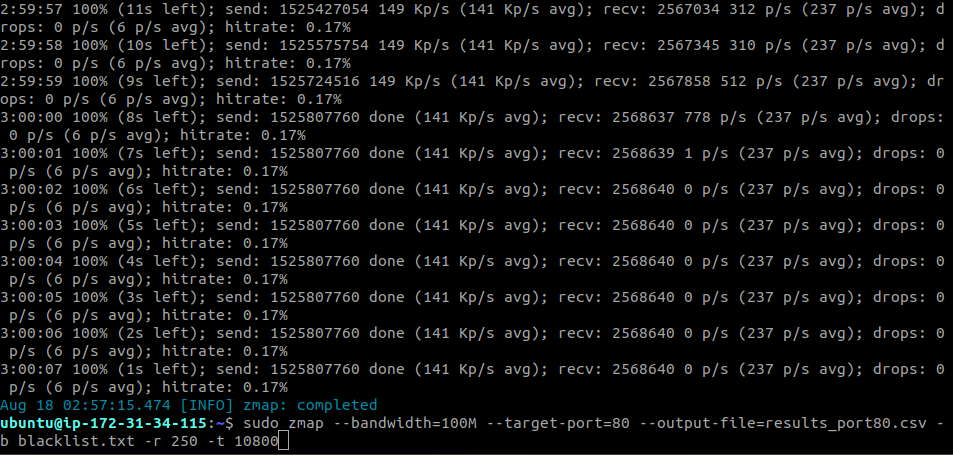 2:59:57 100% (11s left); send: 1525427054 149 Kp/s (141 Kp/s avg); recv: 2567034 312 p/s (237 p/s avg); d
rops: 0 p/s (6 p/s avg); hitrate: 0.17%
2:59:58 100% (10s left); send: 1525575754 149 Kp/s (141 Kp/s avg); recv: 2567345 310 p/s (237 p/s avg); d
rops: 0 p/s (6 p/s avg); hitrate: 0.17%
2:59:59 100% (9s left); send: 1525724516 149 Kp/s (141 Kp/s avg); recv: 2567858 512 p/s (237 p/s avg); dr
ops: 0 p/s (6 p/s avg); hitrate: 0.17%
3:00:00 100% (8s left); send: 1525807760 done (141 Kp/s avg); recv: 2568637 778 p/s (237 p/s avg); drops:
 0 p/s (6 p/s avg); hitrate: 0.17%
3:00:01 100% (7s left); send: 1525807760 done (141 Kp/s avg); recv: 2568639 1 p/s (237 p/s avg); drops: 0
 p/s (6 p/s avg); hitrate: 0.17%
3:00:02 100% (6s left); send: 1525807760 done (141 Kp/s avg); recv: 2568640 0 p/s (237 p/s avg); drops: 0
 p/s (6 p/s avg); hitrate: 0.17%
3:00:03 100% (5s left); send: 1525807760 done (141 Kp/s avg); recv: 2568640 0 p/s (237 p/s avg); drops: 0
 p/s (6 p/s avg); hitrate: 0.17%
3:00:04 100% (4s left); send: 1525807760 done (141 Kp/s avg); recv: 2568640 0 p/s (237 p/s avg); drops: 0
 p/s (6 p/s avg); hitrate: 0.17%
3:00:05 100% (3s left); send: 1525807760 done (141 Kp/s avg); recv: 2568640 0 p/s (237 p/s avg); drops: 0
 p/s (6 p/s avg); hitrate: 0.17%
3:00:06 100% (2s left); send: 1525807760 done (141 Kp/s avg); recv: 2568640 0 p/s (237 p/s avg); drops: 0
 p/s (6 p/s avg); hitrate: 0.17%
3:00:07 100% (1s left); send: 1525807760 done (141 Kp/s avg); recv: 2568640 0 p/s (237 p/s avg); drops: 0
 p/s (6 p/s avg); hitrate: 0.17%
Aug 18 02:57:15.474 [INFO] zmap: completed
ubuntu@ip-172-31-34-115:~$ sudo zmap --bandwidth=100M --target-port=80 --output-file=results_port80.csv -
b blacklist.txt -r 250 -t 10800